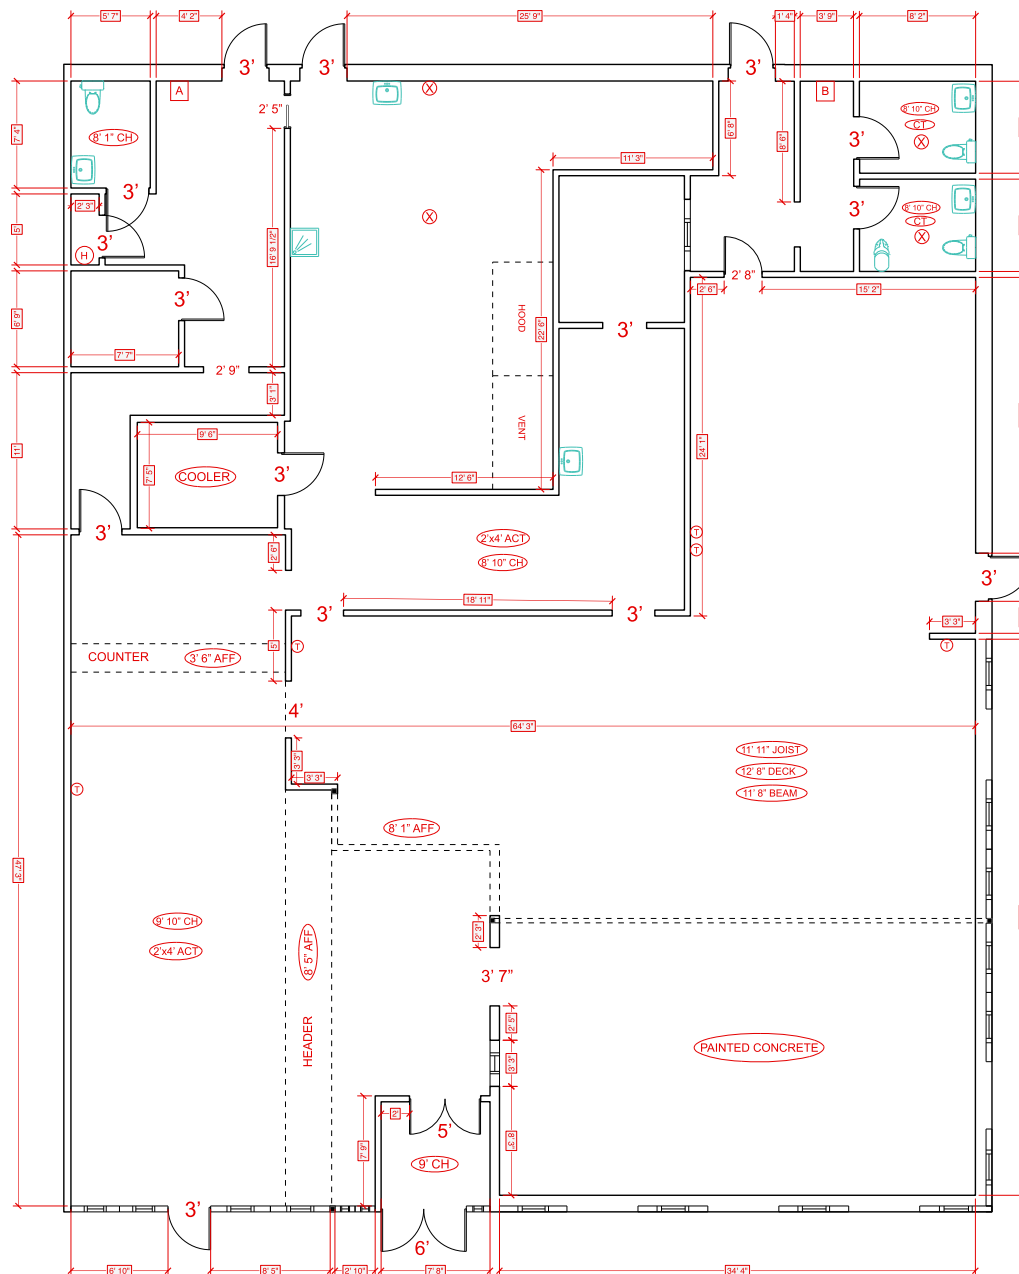 5' 7"
4' 2"
25' 9"
1' 4"
3' 9"
8' 2"
3'
3'
3'
A
B
X
2' 5"
7' 4"
8' 1" CH
6' 8"
8' 6"
8' 10" CH
CT
X
3'
11' 3"
3'
2' 3"
3'
5'
H
16' 9 1/2"
X
3'
8' 10" CH
CT
X
2' 8"
2' 6"
15' 2"
3'
6' 9"
HOOD
22' 6"
3'
7' 7"
2' 9"
3' 1"
VENT
24' 1"
9' 6"
11'
7' 5"
COOLER
3'
12' 6"
3'
2'x4' ACT
8' 10" CH
T
T
2' 6"
3'
18' 11"
3'
3'
3'
3' 3"
5'
T
T
COUNTER
3' 6" AFF
4'
64' 3"
3' 3"
3' 3"
11' 11" JOIST
12' 8" DECK
11' 8" BEAM
T
8' 1" AFF
47' 3"
9' 10" CH
2'x4' ACT
8' 5" AFF
HEADER
2' 3"
3' 7"
2' 5"
3' 3"
PAINTED CONCRETE
2'
5'
7' 9"
9' CH
8' 3"
3'
6'
6' 10"
8' 5"
2' 10"
7' 8"
34' 4"